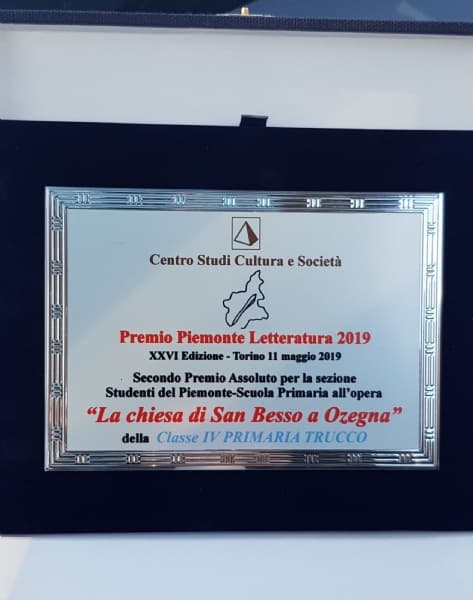 Centro Studi Cultura e Società
Premio Piemonte Letteratura 2019
XXVI Edizione - Torino 11 maggio 2019
Secondo Premio Assoluto per la sezione
Studenti del Piemonte-Scuola Primaria all'opera
“La chiesa di San Besso a Ozegna”
della Classe IV PRIMARIA TRUCCO